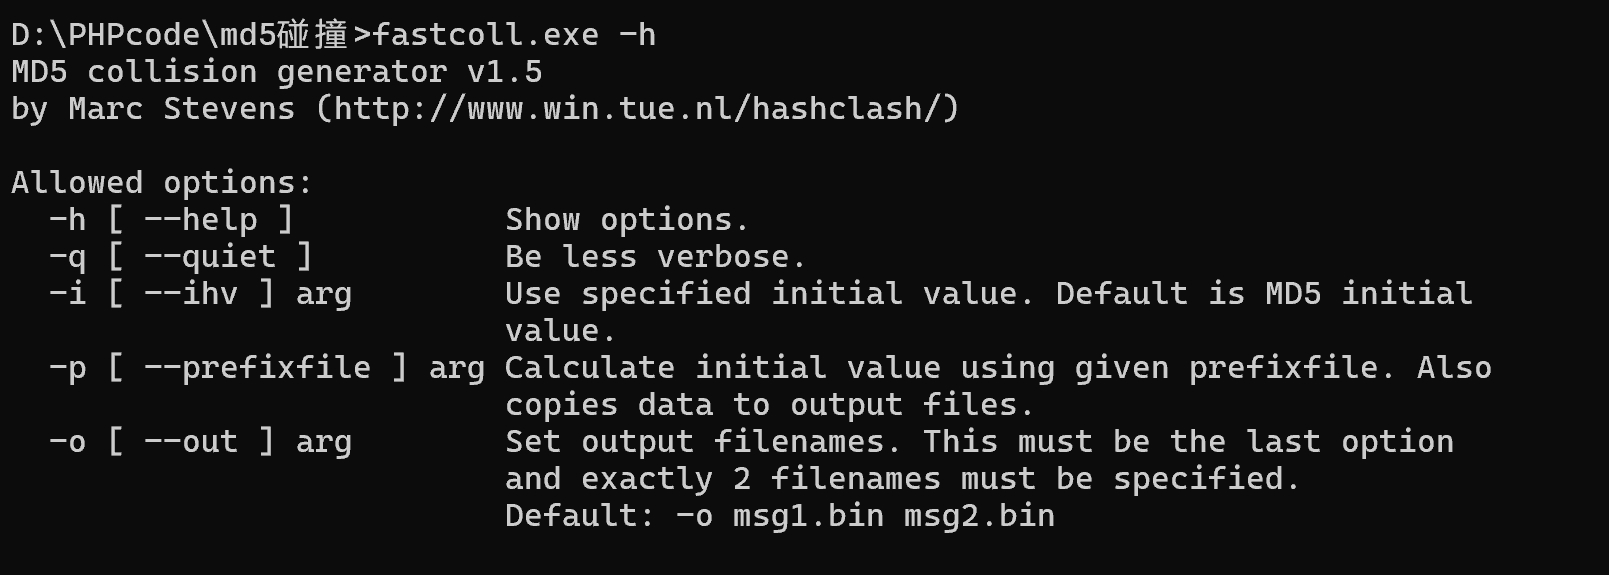 D:\PHPcode\md5碰撞>fastcoll.exe -h
MD5 collision generator v1.5
by Marc Stevens (http://www.win.tue.nl/hashclash/)
Allowed options:
-h [ --help ] Show options.
-q [ --quiet ] Be less verbose.
-i [ --ihv ] arg Use specified initial value. Default is MD5 initial
value.
-p [ --prefixfile ] arg Calculate initial value using given prefixfile. Also
copies data to output files.
-o [ --out ] arg Set output filenames. This must be the last option
and exactly 2 filenames must be specified.
Default: -o msg1.bin msg2.bin